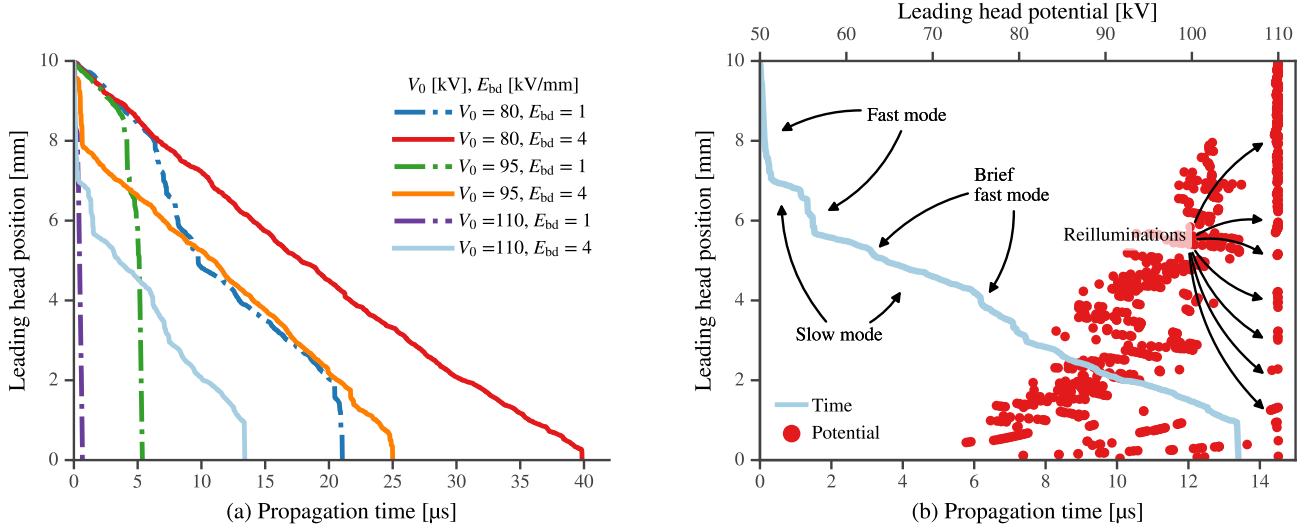 10
8
6
4
2
0
0
5
10
15
20
25
30
35
40
Leading head position [mm]
V0 [kV], Ebd [kV/mm]
V0 = 80, Ebd = 1
V0 = 80, Ebd = 4
V0 = 95, Ebd = 1
V0 = 95, Ebd = 4
V0 =110, Ebd = 1
V0 =110, Ebd = 4
(a) Propagation time [μs]
Leading head potential [kV]
50
60
70
80
90
100
110
10
8
6
4
2
0
Leading head position [mm]
Fast mode
Brief
fast mode
Reilluminations
Slow mode
Time
Potential
0
2
4
6
8
10
12
14
(b) Propagation time [μs]